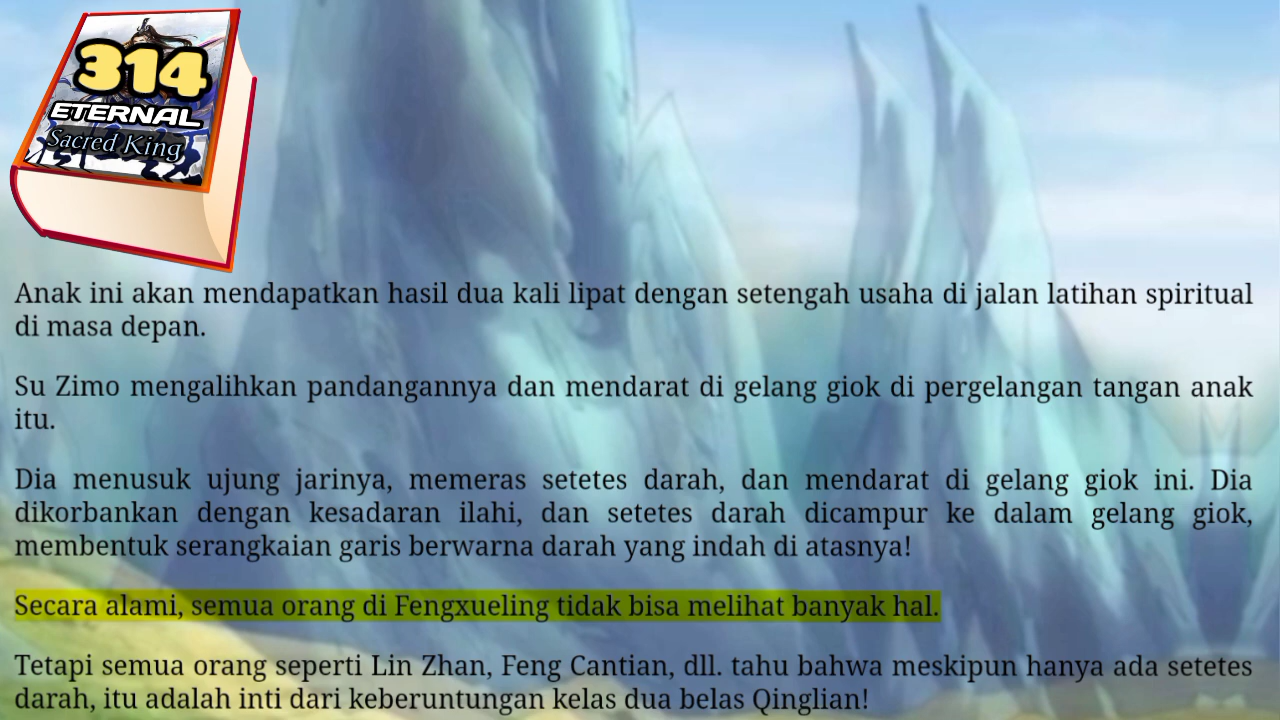 314
ETERNAL
Sacred King
Anak ini akan mendapatkan hasil dua kali lipat dengan setengah usaha di jalan latihan spiritual
di masa depan.
Su Zimo mengalihkan pandangannya dan mendarat di gelang giok di pergelangan tangan anak
itu.
Dia menusuk ujung jarinya, memeras setetes darah, dan mendarat di gelang giok ini. Dia
dikorbankan dengan kesadaran ilahi, dan setetes darah dicampur ke dalam gelang giok,
membentuk serangkaian garis berwarna darah yang indah di atasnya!
Secara alami, semua orang di Fengxueling tidak bisa melihat banyak hal.
Tetapi semua orang seperti Lin Zhan, Feng Cantian, dll. tahu bahwa meskipun hanya ada setetes
darah, itu adalah inti dari keberuntungan kelas dua belas Qinglian!